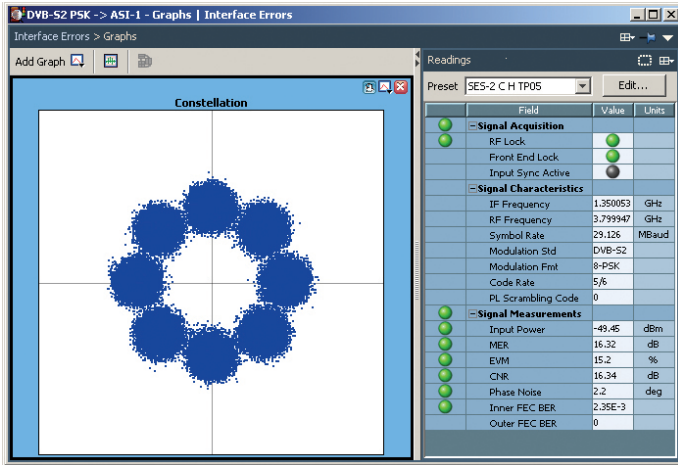 DVB-S2 PSK -> ASI-1 - Graphs | Interface Errors
Interface Errors > Graphs
Add Graph
Constellation
Readings
Preset SES-2 C H TP05 Edit...
Field Value Units
Signal Acquisition
RF Lock
Front End Lock
Input Sync Active
Signal Characteristics
IF Frequency 1.350053 GHz
RF Frequency 3.799947 GHz
Symbol Rate 29.126 MBaud
Modulation Std DVB-S2
Modulation Fmt 8-PSK
Code Rate 5/6
PL Scrambling Code 0
Signal Measurements
Input Power -49.45 dBm
MER 16.32 dB
EVM 15.2 %
CNR 16.34 dB
Phase Noise 2.2 deg
Inner FEC BER 2.35E-3
Outer FEC BER 0